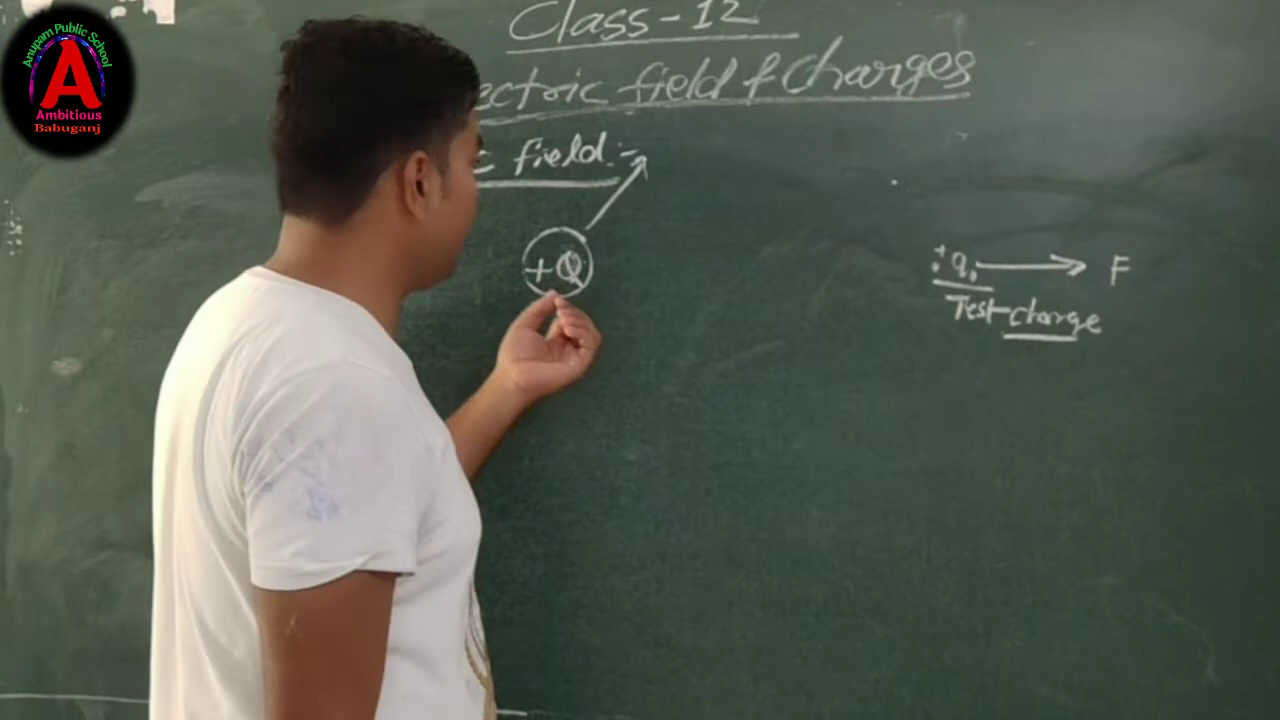 Anupam Public School
A
Ambitious
Babuganj
Class-12
ectric field & Charges
c field :-
+Q
+q. F
Test charge